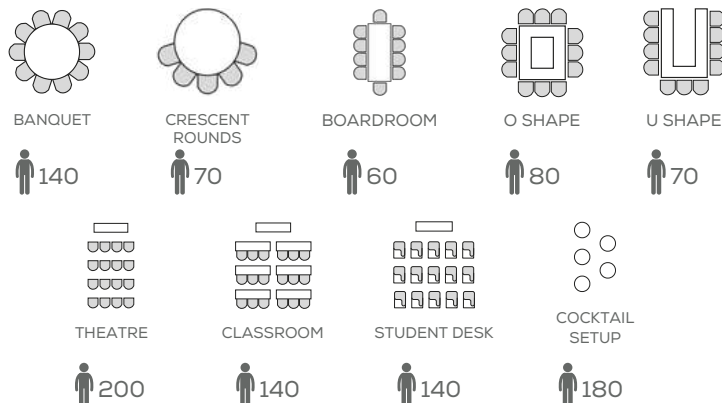 BANQUET
CRESCENT
ROUNDS
BOARDROOM
O SHAPE
U SHAPE
140
70
60
80
70
THEATRE
CLASSROOM
STUDENT DESK
COCKTAIL
SETUP
200
140
140
180